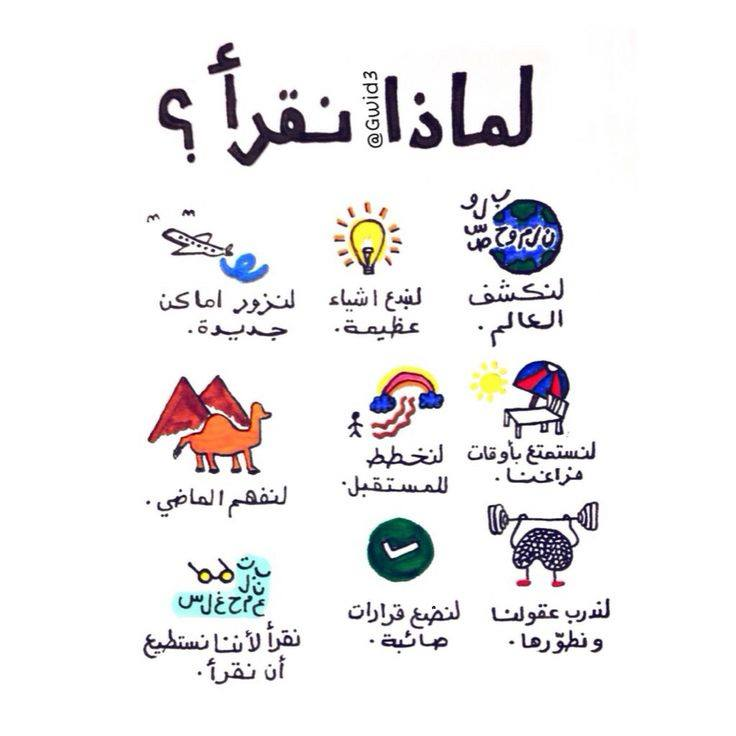 لماذا نقرأ ؟
@Gwid3
لنكشف
العالم .
لنبدع اشياء
عظيمة .
لنزور اماكن
جديدة .
لنستمتع بأوقات
فراغنا .
لنخطط
للمستقبل .
لنفهم الماضي .
لندرب عقولنا
ونطوّرها .
لنضع قرارات
صائبة .
نقرأ لأننا نستطيع
أن نقرأ .